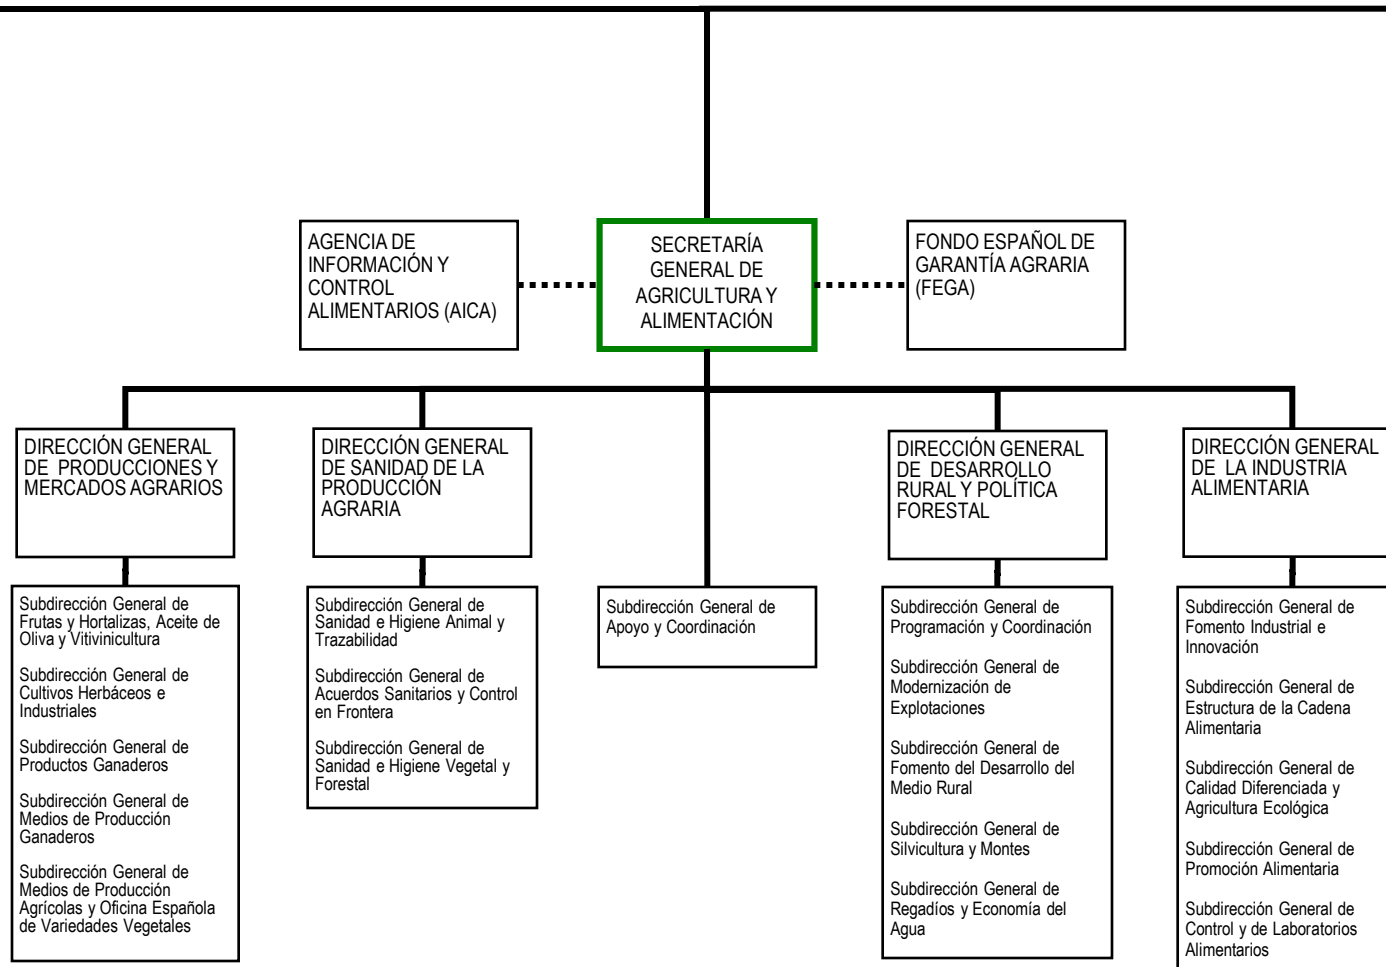 AGENCIA DE
INFORMACIÓN Y
CONTROL
ALIMENTARIOS (AICA)
SECRETARÍA
GENERAL DE
AGRICULTURA Y
ALIMENTACIÓN
FONDO ESPAÑOL DE
GARANTÍA AGRARIA
(FEGA)
DIRECCIÓN GENERAL
DE PRODUCCIONES Y
MERCADOS AGRARIOS
DIRECCIÓN GENERAL
DE SANIDAD DE LA
PRODUCCIÓN
AGRARIA
DIRECCIÓN GENERAL
DE DESARROLLO
RURAL Y POLÍTICA
FORESTAL
DIRECCIÓN GENERAL
DE LA INDUSTRIA
ALIMENTARIA
Subdirección General de
Frutas y Hortalizas, Aceite de
Oliva y Vitivinicultura
Subdirección General de
Cultivos Herbáceos e
Industriales
Subdirección General de
Productos Ganaderos
Subdirección General de
Medios de Producción
Ganaderos
Subdirección General de
Medios de Producción
Agrícolas y Oficina Española
de Variedades Vegetales
Subdirección General de
Sanidad e Higiene Animal y
Trazabilidad
Subdirección General de
Acuerdos Sanitarios y Control
en Frontera
Subdirección General de
Sanidad e Higiene Vegetal y
Forestal
Subdirección General de
Apoyo y Coordinación
Subdirección General de
Programación y Coordinación
Subdirección General de
Modernización de
Explotaciones
Subdirección General de
Fomento del Desarrollo del
Medio Rural
Subdirección General de
Silvicultura y Montes
Subdirección General de
Regadíos y Economía del
Agua
Subdirección General de
Fomento Industrial e
Innovación
Subdirección General de
Estructura de la Cadena
Alimentaria
Subdirección General de
Calidad Diferenciada y
Agricultura Ecológica
Subdirección General de
Promoción Alimentaria
Subdirección General de
Control y de Laboratorios
Alimentarios